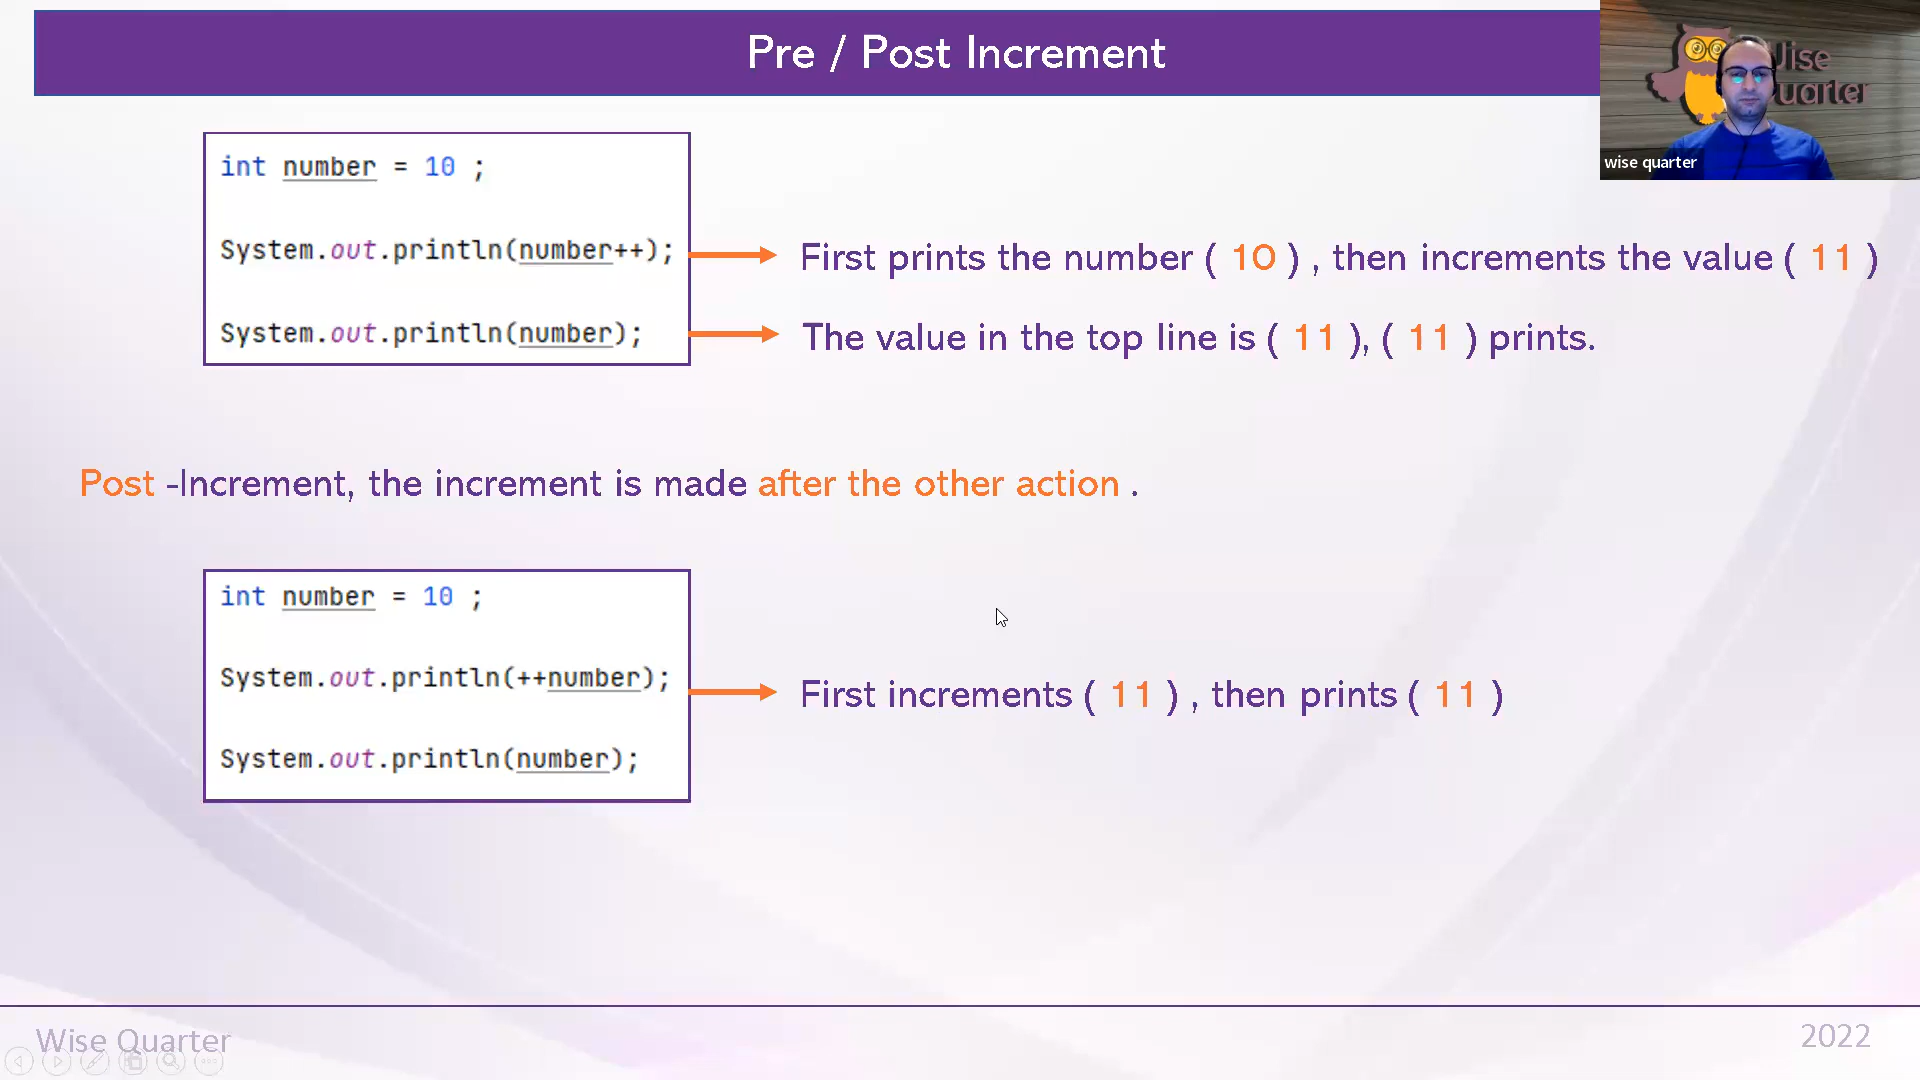 Pre / Post Increment
Wise
Quarter
wise quarter
int number = 10 ;
System.out.println(number++);
First prints the number ( 10 ) , then increments the value ( 11 )
System.out.println(number);
The value in the top line is ( 11 ), ( 11 ) prints.
Post -Increment, the increment is made after the other action .
int number = 10 ;
System.out.println(++number);
First increments ( 11 ) , then prints ( 11 )
System.out.println(number);
Wise Quarter
2022